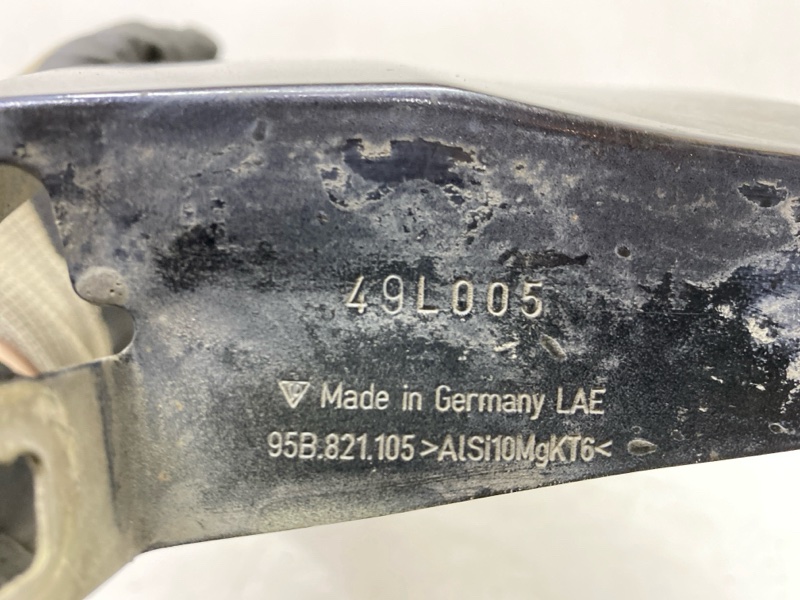 49L005
Made in Germany LAE
95B.821.105 >AlSi10MgKT6<